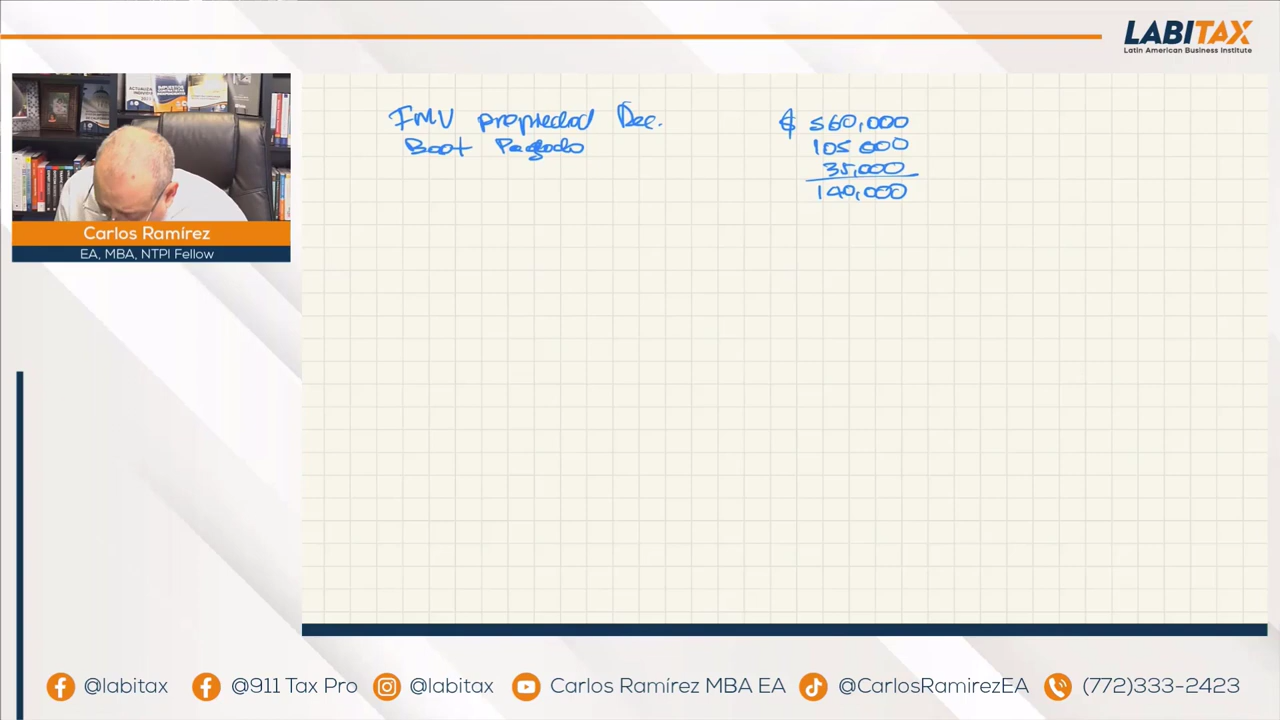 LABITAX
Latin American Business Institute
FMV propiedad Rec. $ 560,000
Boot Pagado 105 000
35,000
140,000
Carlos Ramírez
EA, MBA, NTPI Fellow
@labitax @911 Tax Pro @labitax Carlos Ramírez MBA EA @CarlosRamirezEA (772)333-2423